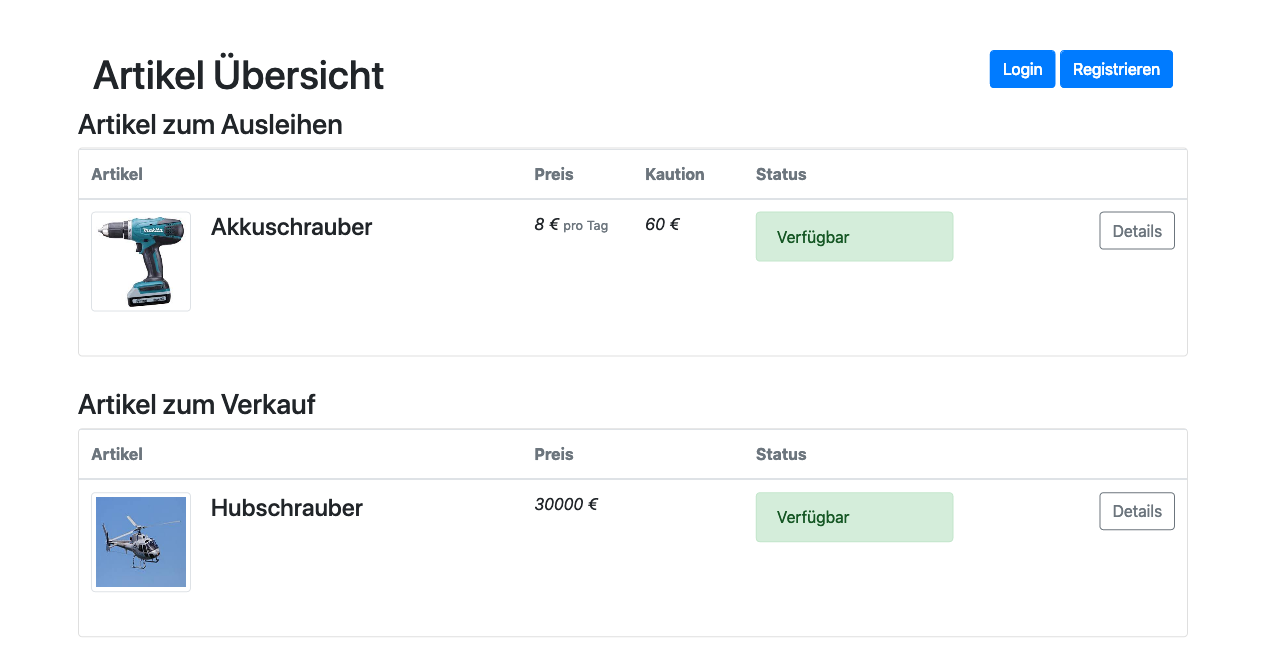 Artikel Übersicht
Login Registrieren
Artikel zum Ausleihen
Artikel Preis Kaution Status
Akkuschrauber 8 € pro Tag 60 € Verfügbar Details
makita
Artikel zum Verkauf
Artikel Preis Status
Hubschrauber 30000 € Verfügbar Details